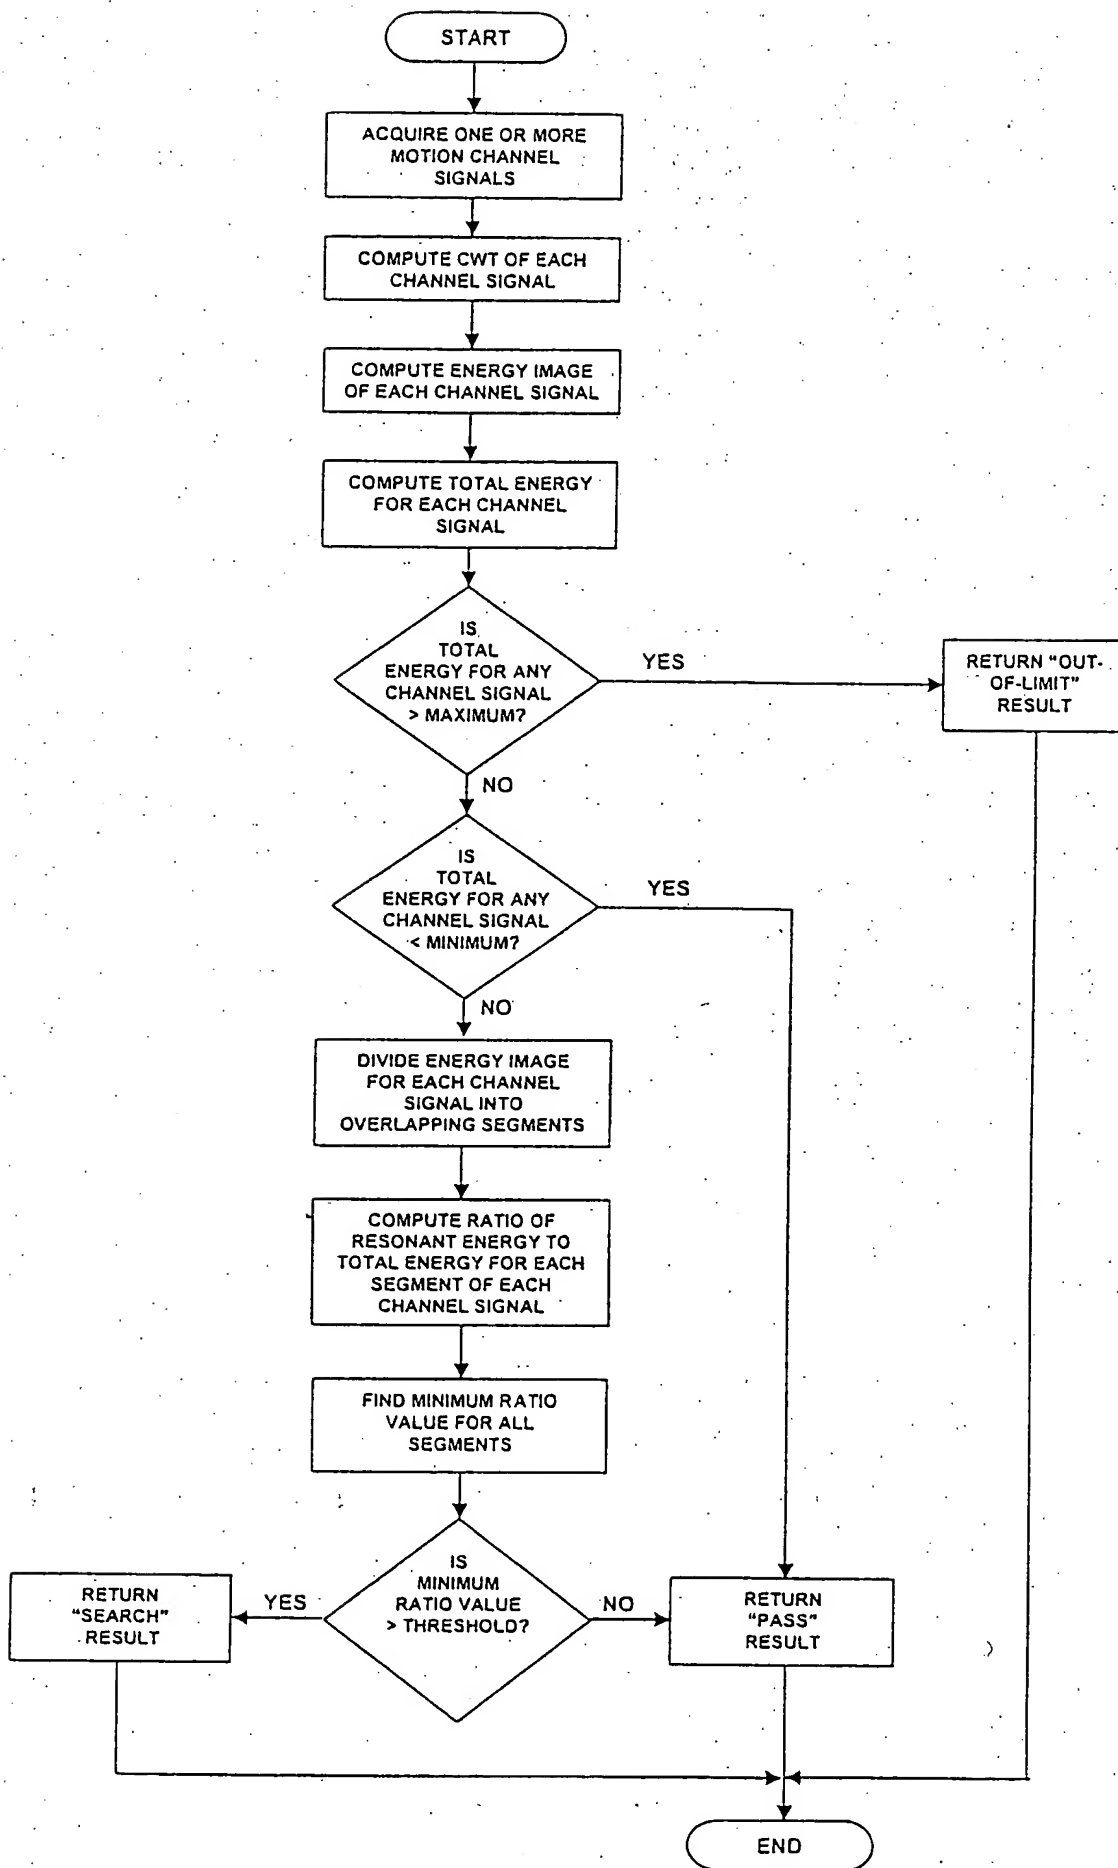 START
ACQUIRE ONE OR MORE
MOTION CHANNEL
SIGNALS
COMPUTE CWT OF EACH
CHANNEL SIGNAL
COMPUTE ENERGY IMAGE
OF EACH CHANNEL SIGNAL
COMPUTE TOTAL ENERGY
FOR EACH CHANNEL
SIGNAL
IS
TOTAL
ENERGY FOR ANY
CHANNEL SIGNAL
> MAXIMUM?
YES
RETURN "OUT-
OF-LIMIT"
RESULT
NO
IS
TOTAL
ENERGY FOR ANY
CHANNEL SIGNAL
< MINIMUM?
YES
NO
DIVIDE ENERGY IMAGE
FOR EACH CHANNEL
SIGNAL INTO
OVERLAPPING SEGMENTS
COMPUTE RATIO OF
RESONANT ENERGY TO
TOTAL ENERGY FOR EACH
SEGMENT OF EACH
CHANNEL SIGNAL
FIND MINIMUM RATIO
VALUE FOR ALL
SEGMENTS
IS
MINIMUM
RATIO VALUE
> THRESHOLD?
YES
RETURN
"SEARCH"
RESULT
NO
RETURN
"PASS"
RESULT
END